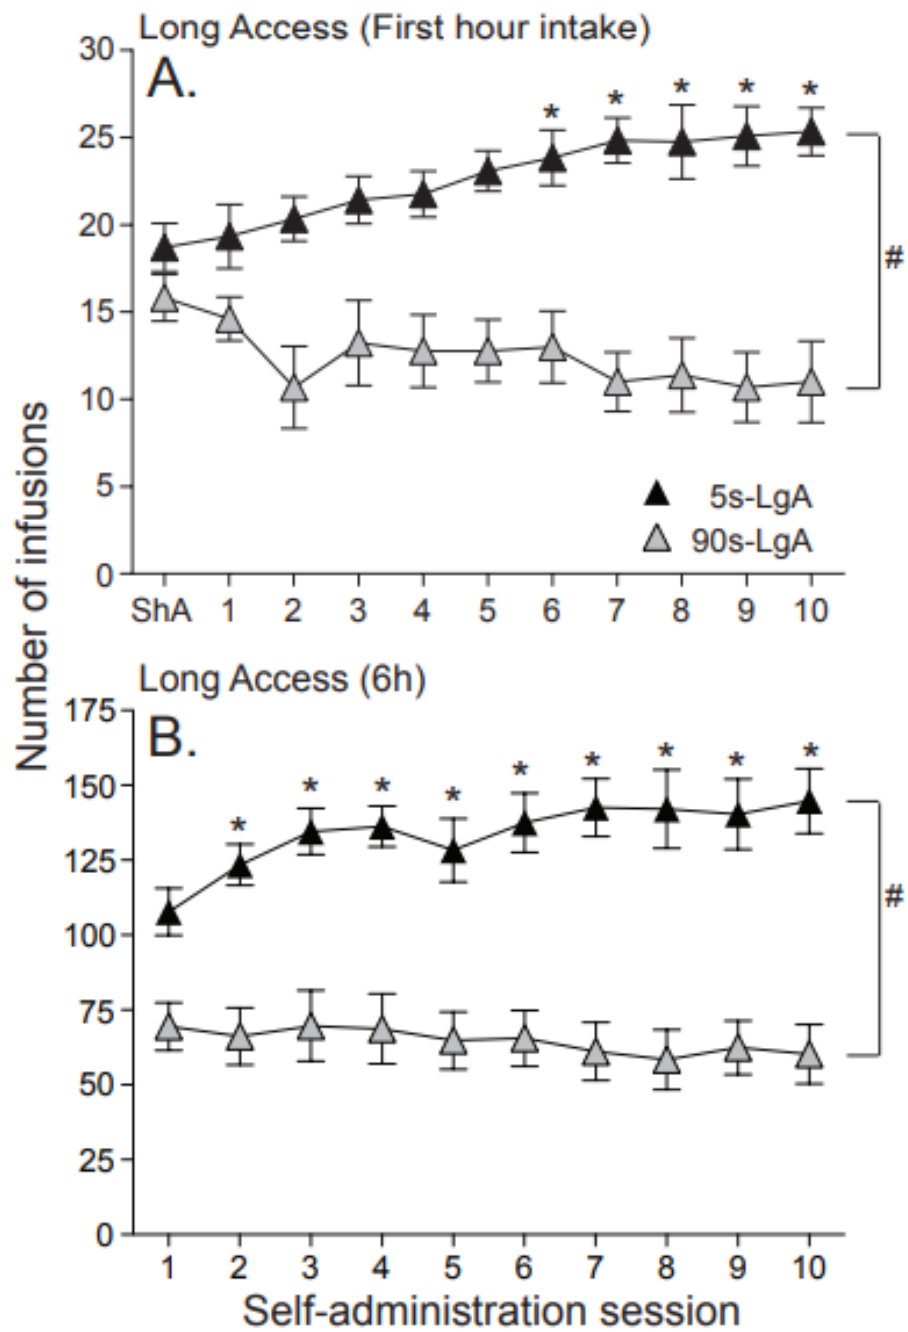 Long Access (First hour intake)
A.
30
25
20
15
10
5
0
* * * * *
#
5s-LgA
90s-LgA
ShA 1 2 3 4 5 6 7 8 9 10
Number of infusions
Long Access (6h)
B.
175
150
125
100
75
50
25
0
* * * * * * * * *
#
1 2 3 4 5 6 7 8 9 10
Self-administration session